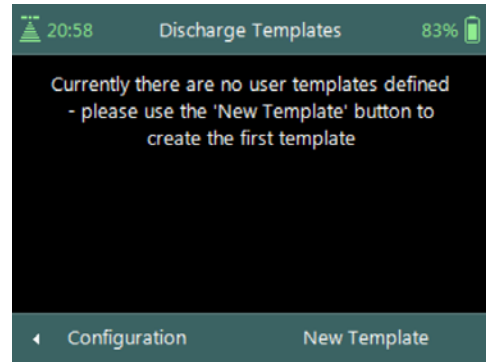 20:58 Discharge Templates 83%
Currently there are no user templates defined
- please use the 'New Template' button to
create the first template
Configuration New Template